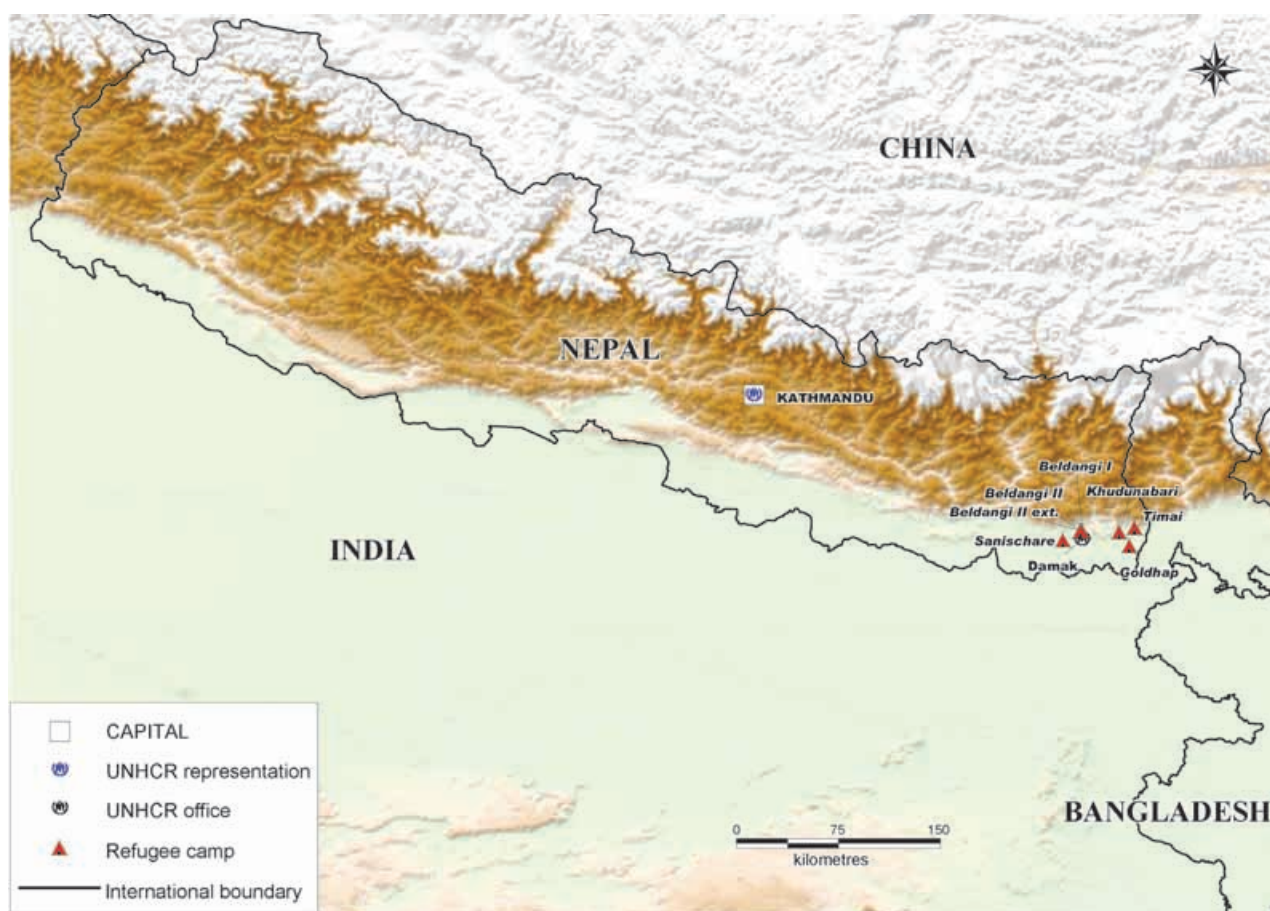 CHINA
NEPAL
KATHMANDU
Beldangi I
Beldangi II
Khudunabari
Beldangi II ext.
Timai
Sanischare
Damak
Goldhap
INDIA
BANGLADESH
CAPITAL
UNHCR representation
UNHCR office
Refugee camp
International boundary
0 75 150
kilometres